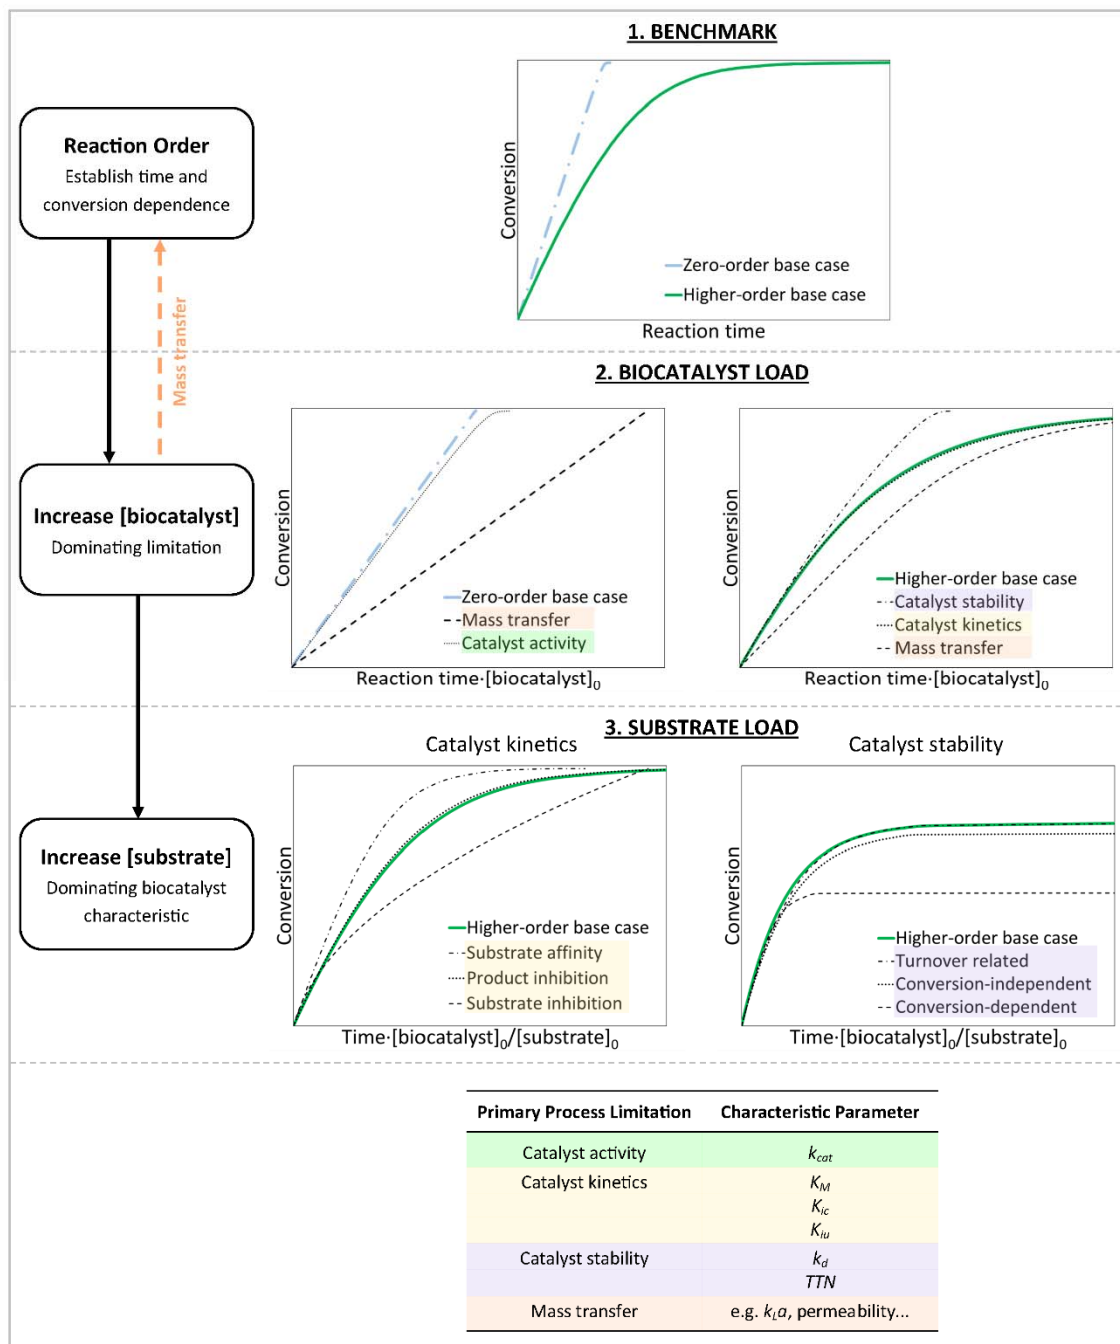 1. BENCHMARK
Reaction Order
Establish time and
conversion dependence
Mass transfer
Conversion
Zero-order base case
Higher-order base case
Reaction time
2. BIOCATALYST LOAD
Increase [biocatalyst]
Dominating limitation
Conversion
Zero-order base case
Mass transfer
Catalyst activity
Reaction time·[biocatalyst]₀
Conversion
Higher-order base case
Catalyst stability
Catalyst kinetics
Mass transfer
Reaction time·[biocatalyst]₀
3. SUBSTRATE LOAD
Increase [substrate]
Dominating biocatalyst
characteristic
Catalyst kinetics
Conversion
Higher-order base case
Substrate affinity
Product inhibition
Substrate inhibition
Time·[biocatalyst]₀/[substrate]₀
Catalyst stability
Conversion
Higher-order base case
Turnover related
Conversion-independent
Conversion-dependent
Time·[biocatalyst]₀/[substrate]₀
Primary Process Limitation Characteristic Parameter
Catalyst activity k_cat
Catalyst kinetics K_M
K_ic
K_iu
Catalyst stability k_d
TTN
Mass transfer e.g. k_La, permeability...